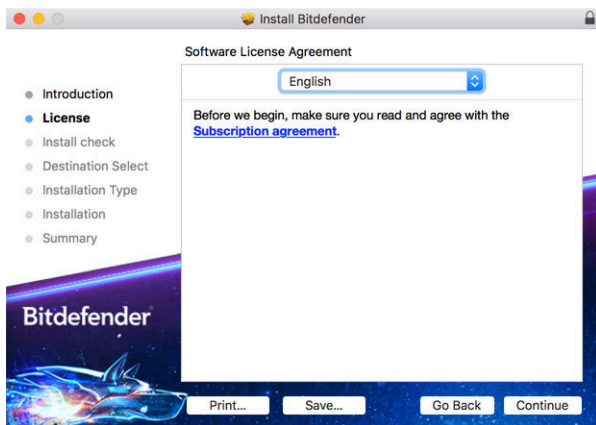 Install Bitdefender
Software License Agreement
Introduction
License
Install check
Destination Select
Installation Type
Installation
Summary
English
Before we begin, make sure you read and agree with the
Subscription agreement.
Bitdefender
Print...
Save...
Go Back
Continue